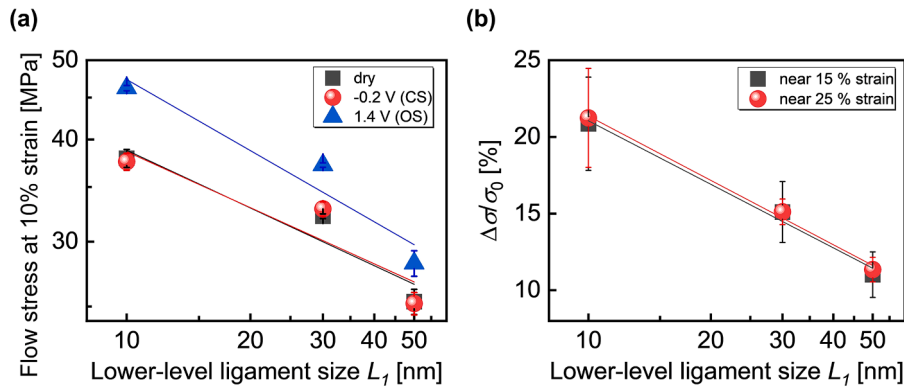 (a)
Flow stress at 10% strain [MPa]
50
40
30
dry
-0.2 V (CS)
1.4 V (OS)
10
20
30
40
50
Lower-level ligament size L1 [nm]
(b)
Δσ/σ0 [%]
25
20
15
10
near 15 % strain
near 25 % strain
10
20
30
40
50
Lower-level ligament size L1 [nm]